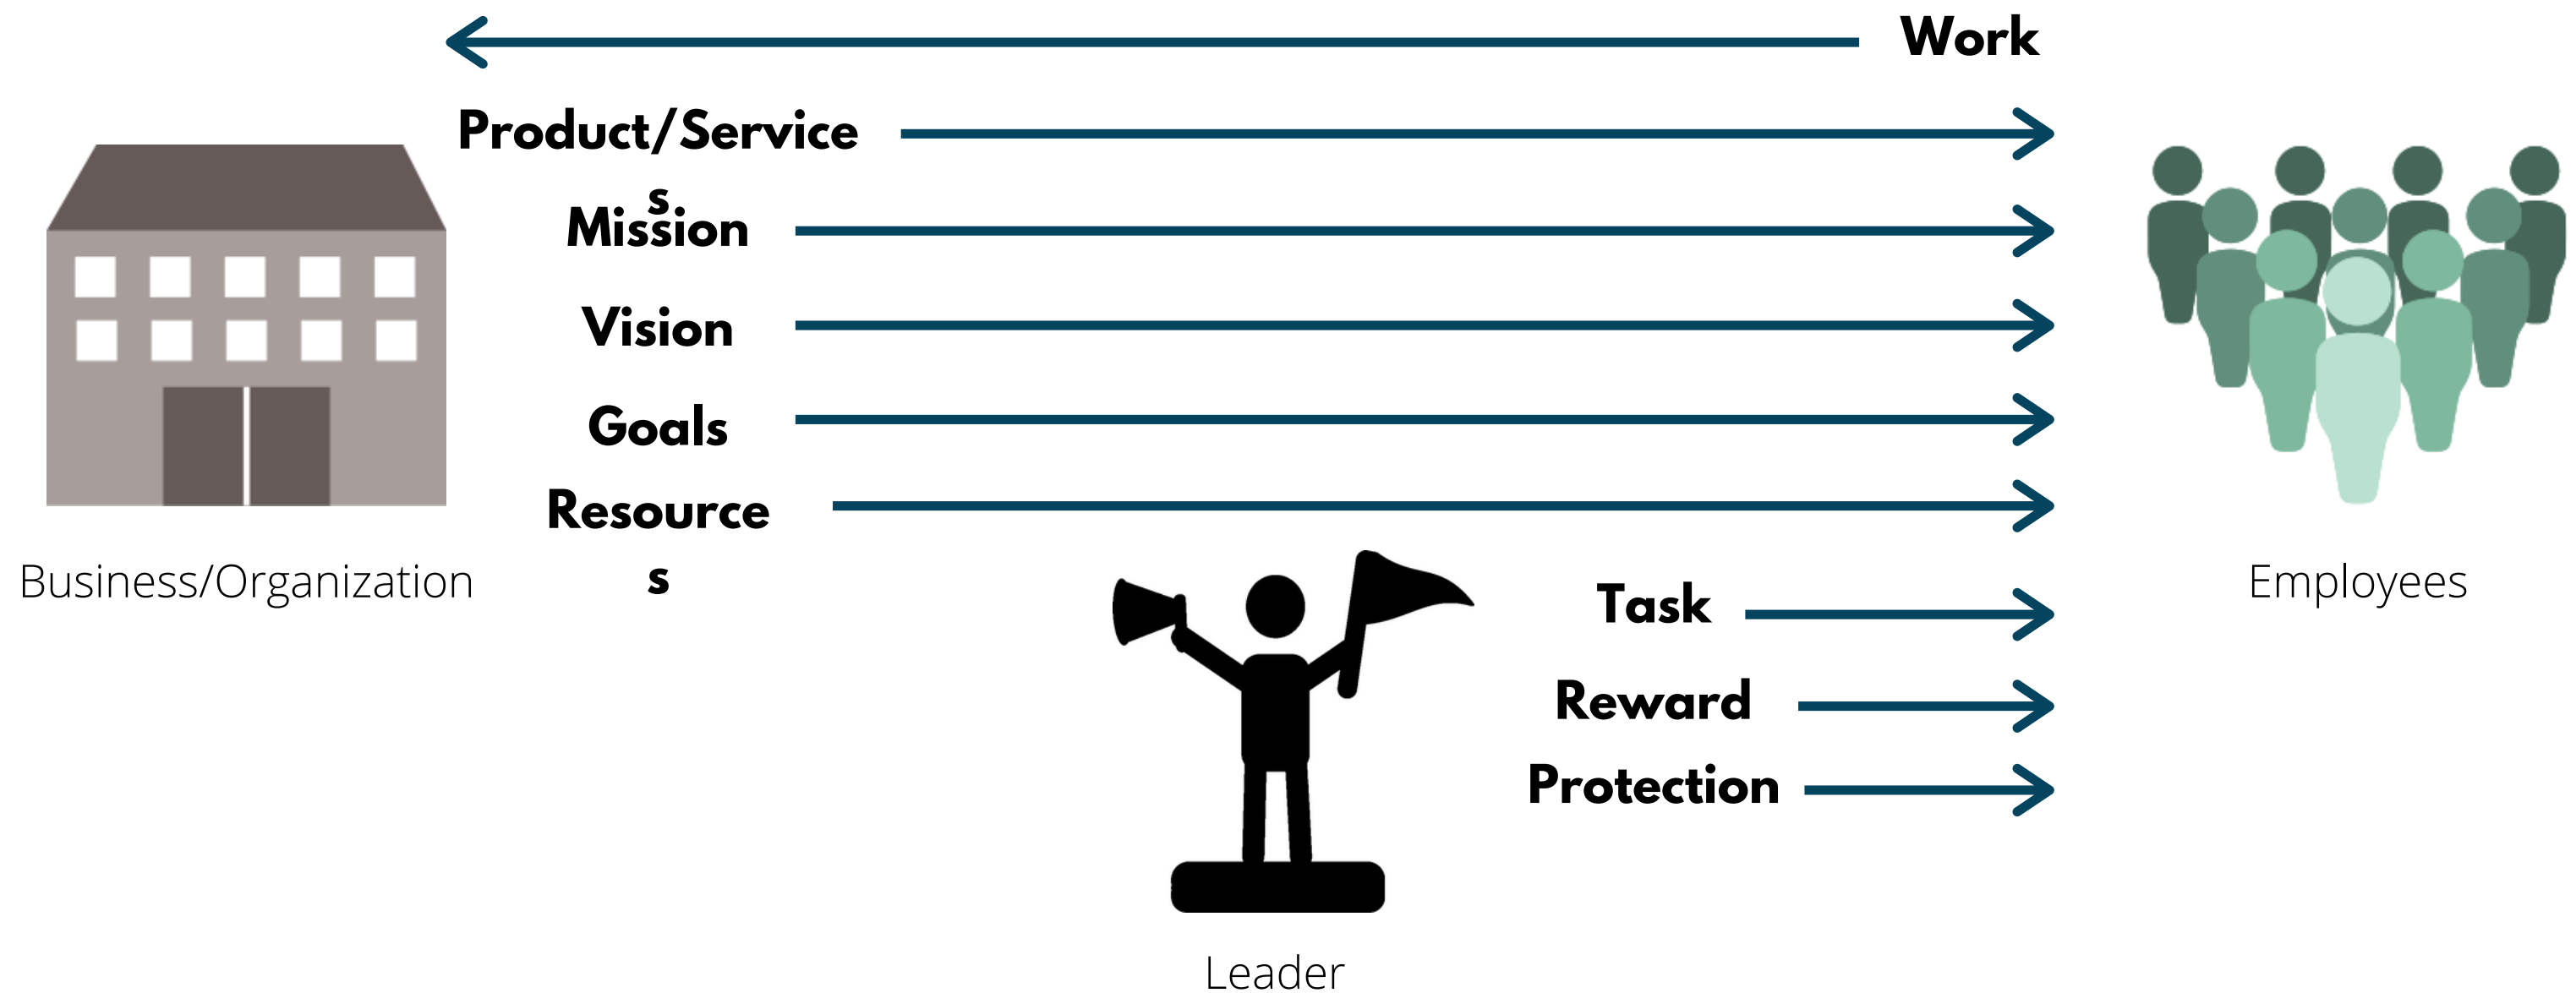 Work
Product/Service
s
Mission
Vision
Goals
Resource
s
Business/Organization
Employees
Task
Reward
Protection
Leader